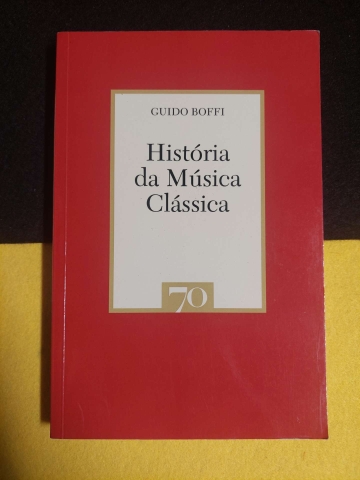 GUIDO BOFFI
História
da Música
Clássica
70